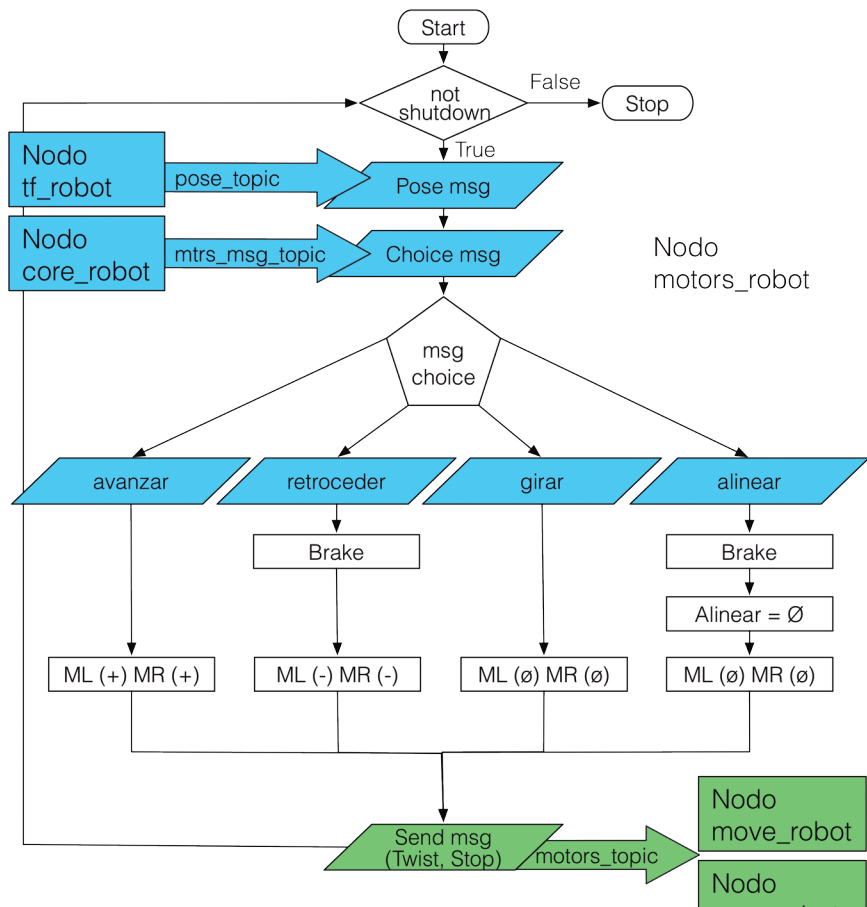 Start
not
shutdown
False
Stop
True
Nodo
tf_robot
pose_topic
Pose msg
Nodo
core_robot
mtrs_msg_topic
Choice msg
Nodo
motors_robot
msg
choice
avanzar
retroceder
girar
alinear
Brake
Brake
Alinear = Ø
ML (+) MR (+)
ML (-) MR (-)
ML (ø) MR (ø)
ML (ø) MR (ø)
Send msg
(Twist, Stop)
motors_topic
Nodo
move_robot
Nodo